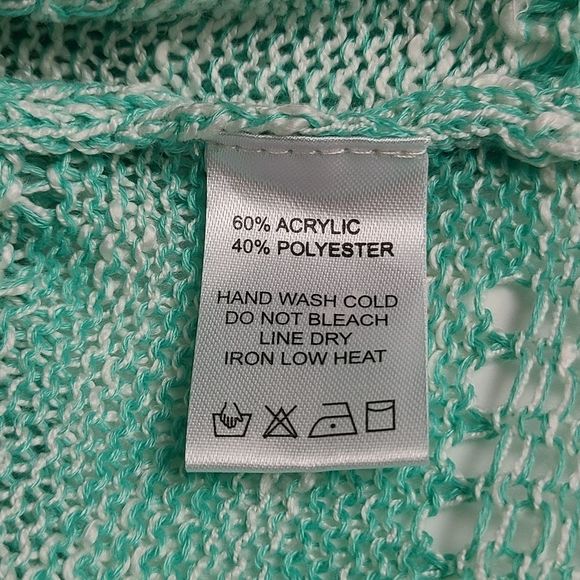 60% ACRYLIC
40% POLYESTER
HAND WASH COLD
DO NOT BLEACH
LINE DRY
IRON LOW HEAT